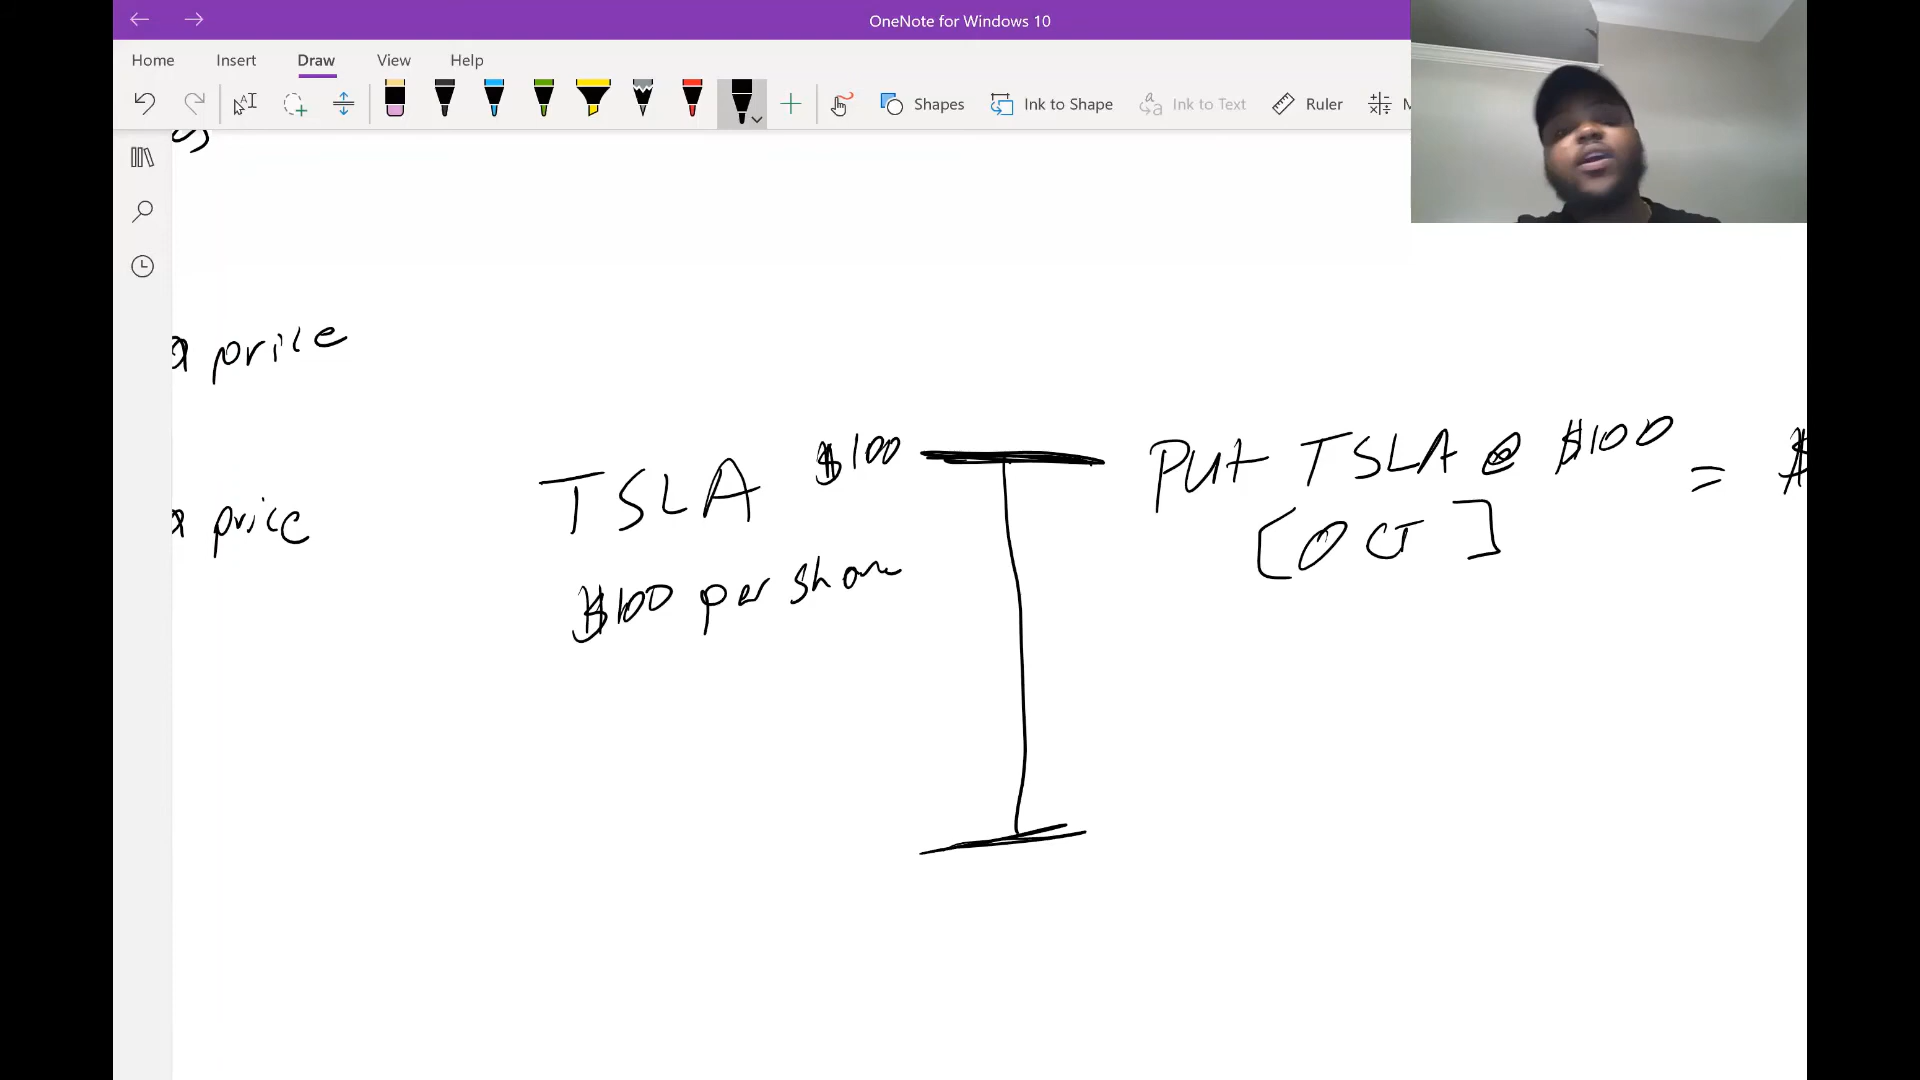 OneNote for Windows 10
Home Insert Draw View Help
Shapes Ink to Shape Ink to Text Ruler M
a price
TSLA $100 PUT TSLA @ $100 = $
[OCT]
a price
$100 per share